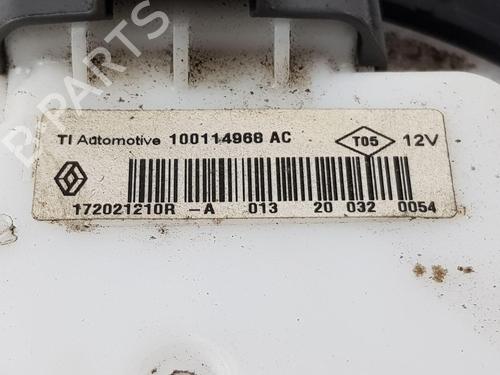 B-PARTS
TI Automotive 100114968 AC T05 12V
172021210R -A 013 20 032 0054